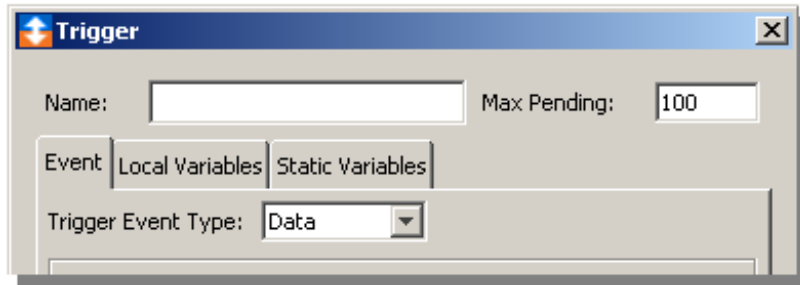 Trigger
Name: Max Pending: 100
Event Local Variables Static Variables
Trigger Event Type: Data